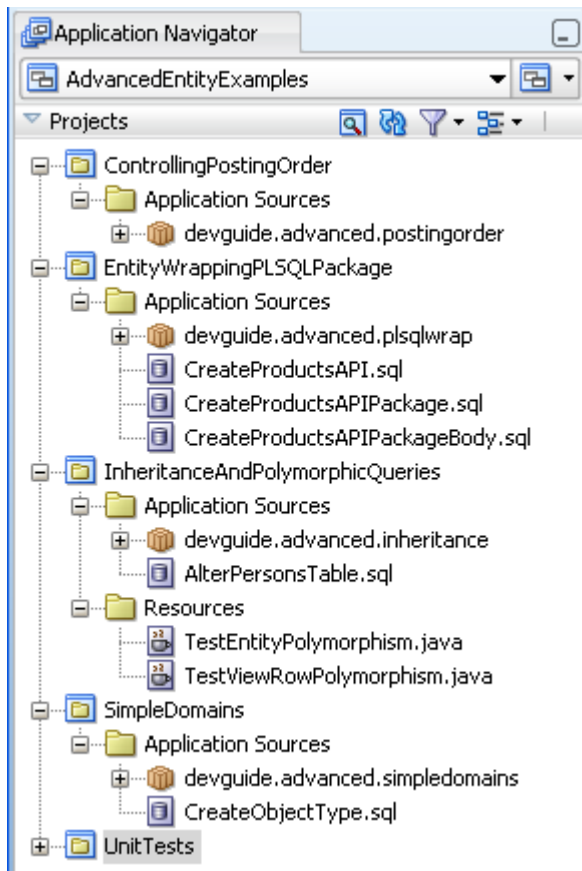 Application Navigator
AdvancedEntityExamples
Projects
ControllingPostingOrder
Application Sources
devguide.advanced.postingorder
EntityWrappingPLSQLPackage
Application Sources
devguide.advanced.plsqlwrap
CreateProductsAPI.sql
CreateProductsAPIPackage.sql
CreateProductsAPIPackageBody.sql
InheritanceAndPolymorphicQueries
Application Sources
devguide.advanced.inheritance
AlterPersonsTable.sql
Resources
TestEntityPolymorphism.java
TestViewRowPolymorphism.java
SimpleDomains
Application Sources
devguide.advanced.simpledomains
CreateObjectType.sql
UnitTests